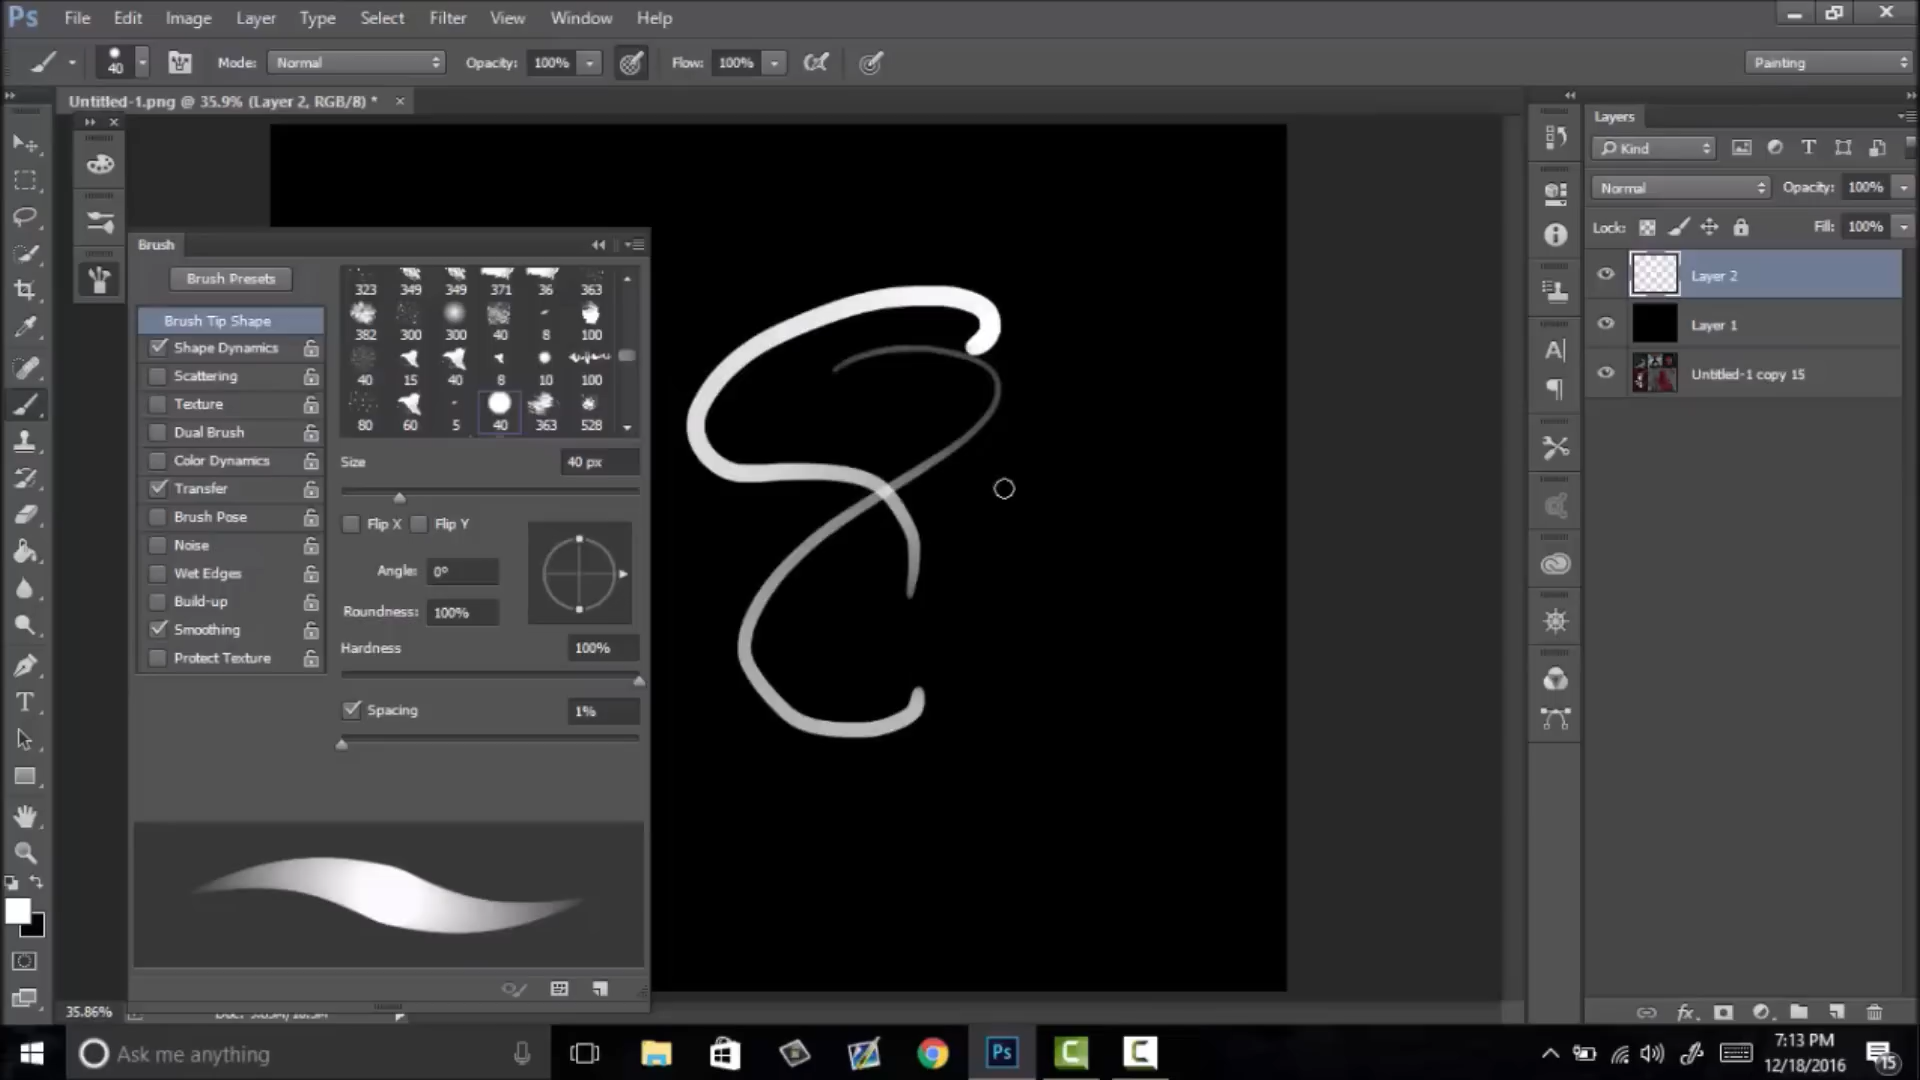 Ps File Edit Image Layer Type Select Filter View Window Help
40 Mode: Normal Opacity: 100% Flow: 100% Painting
Untitled-1.png @ 35.9% (Layer 2, RGB/8) * ×
Brush
Brush Presets
Brush Tip Shape
Shape Dynamics
Scattering
Texture
Dual Brush
Color Dynamics
Transfer
Brush Pose
Noise
Wet Edges
Build-up
Smoothing
Protect Texture
323 349 349 371 36 363
382 300 300 40 8 100
40 15 40 8 10 100
80 60 5 40 363 528
Size 40 px
Flip X Flip Y
Angle: 0°
Roundness: 100%
Hardness 100%
Spacing 1%
Layers
Kind
Normal Opacity: 100%
Lock: Fill: 100%
Layer 2
Layer 1
Untitled-1 copy 15
35.86%
Ask me anything
Ps
7:13 PM
12/18/2016
15